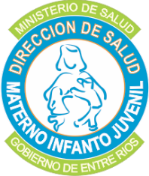 MINISTERIO DE SALUD
DIRECCION DE SALUD
MATERNO INFANTO JUVENIL
GOBIERNO DE ENTRE RIOS